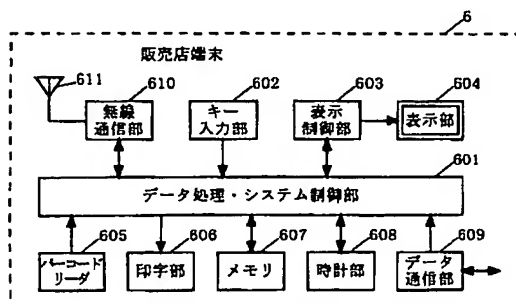 6
販売店端末
611
610
602
603
604
無線
通信部
キー
入力部
表示
制御部
表示部
601
データ処理・システム制御部
605
606
607
608
609
バーコード
リーダ
印字部
メモリ
時計部
データ
通信部